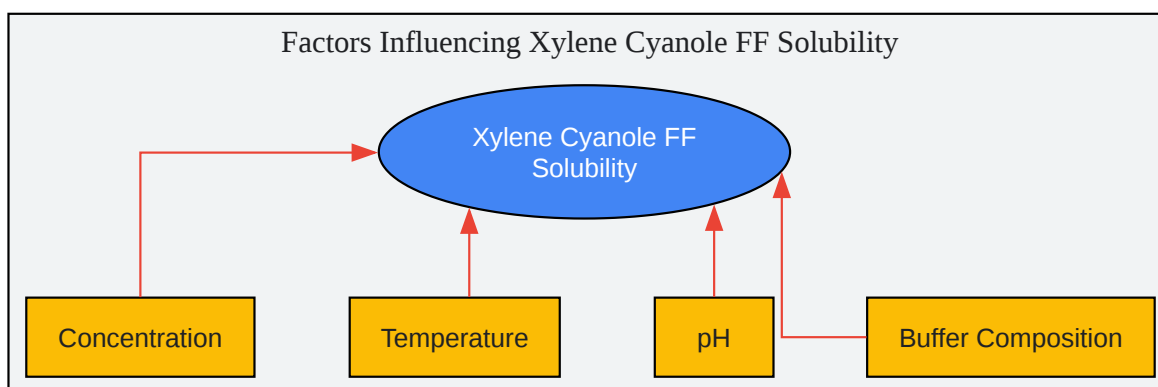 Factors Influencing Xylene Cyanole FF Solubility
Xylene Cyanole FF
Solubility
Concentration
Temperature
pH
Buffer Composition